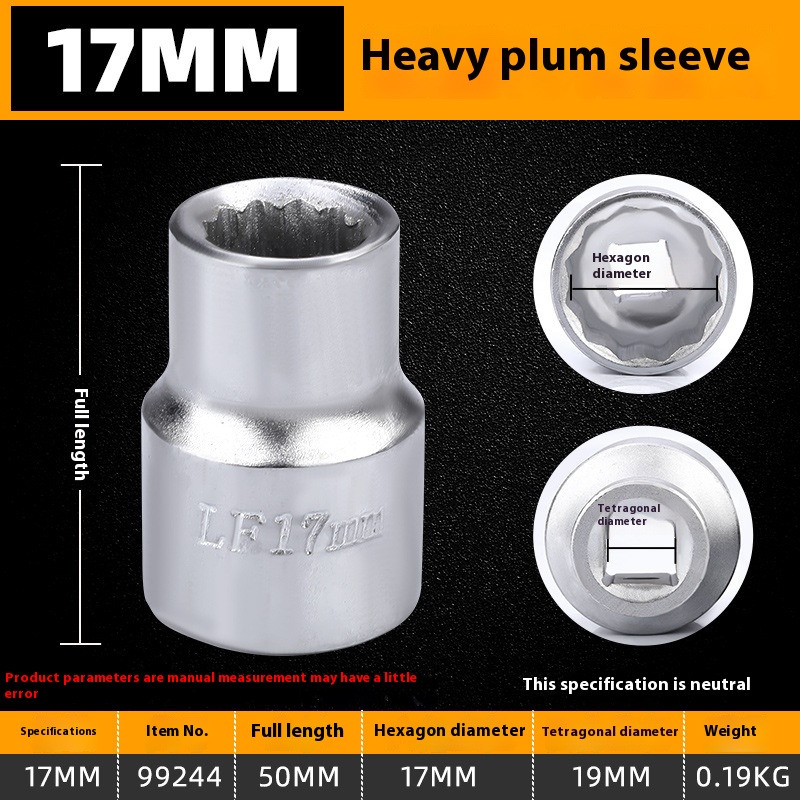 17MM
Heavy plum sleeve
Full length
Hexagon
diameter
LF17mm
Tetragonal
diameter
Product parameters are manual measurement may have a little
error
This specification is neutral
Specifications Item No. Full length Hexagon diameter Tetragonal diameter Weight
17MM 99244 50MM 17MM 19MM 0.19KG